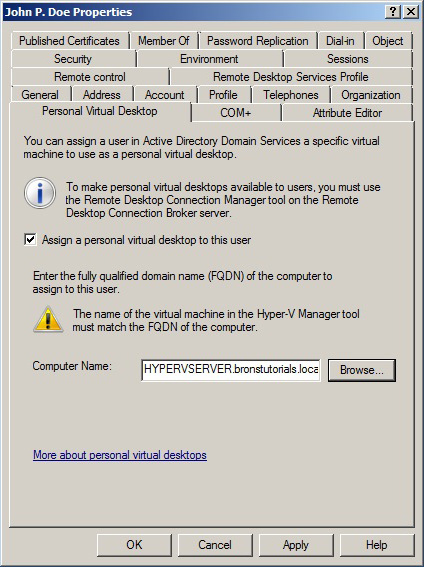 John P. Doe Properties
Published Certificates Member Of Password Replication Dial-in Object
Security Environment Sessions
Remote control Remote Desktop Services Profile
General Address Account Profile Telephones Organization
Personal Virtual Desktop COM+ Attribute Editor
You can assign a user in Active Directory Domain Services a specific virtual
machine to use as a personal virtual desktop.
To make personal virtual desktops available to users, you must use
the Remote Desktop Connection Manager tool on the Remote
Desktop Connection Broker server.
Assign a personal virtual desktop to this user
Enter the fully qualified domain name (FQDN) of the computer to
assign to this user.
The name of the virtual machine in the Hyper-V Manager tool
must match the FQDN of the computer.
Computer Name: HYPERVSERVER.bronstutorials.loca Browse...
More about personal virtual desktops
OK Cancel Apply Help